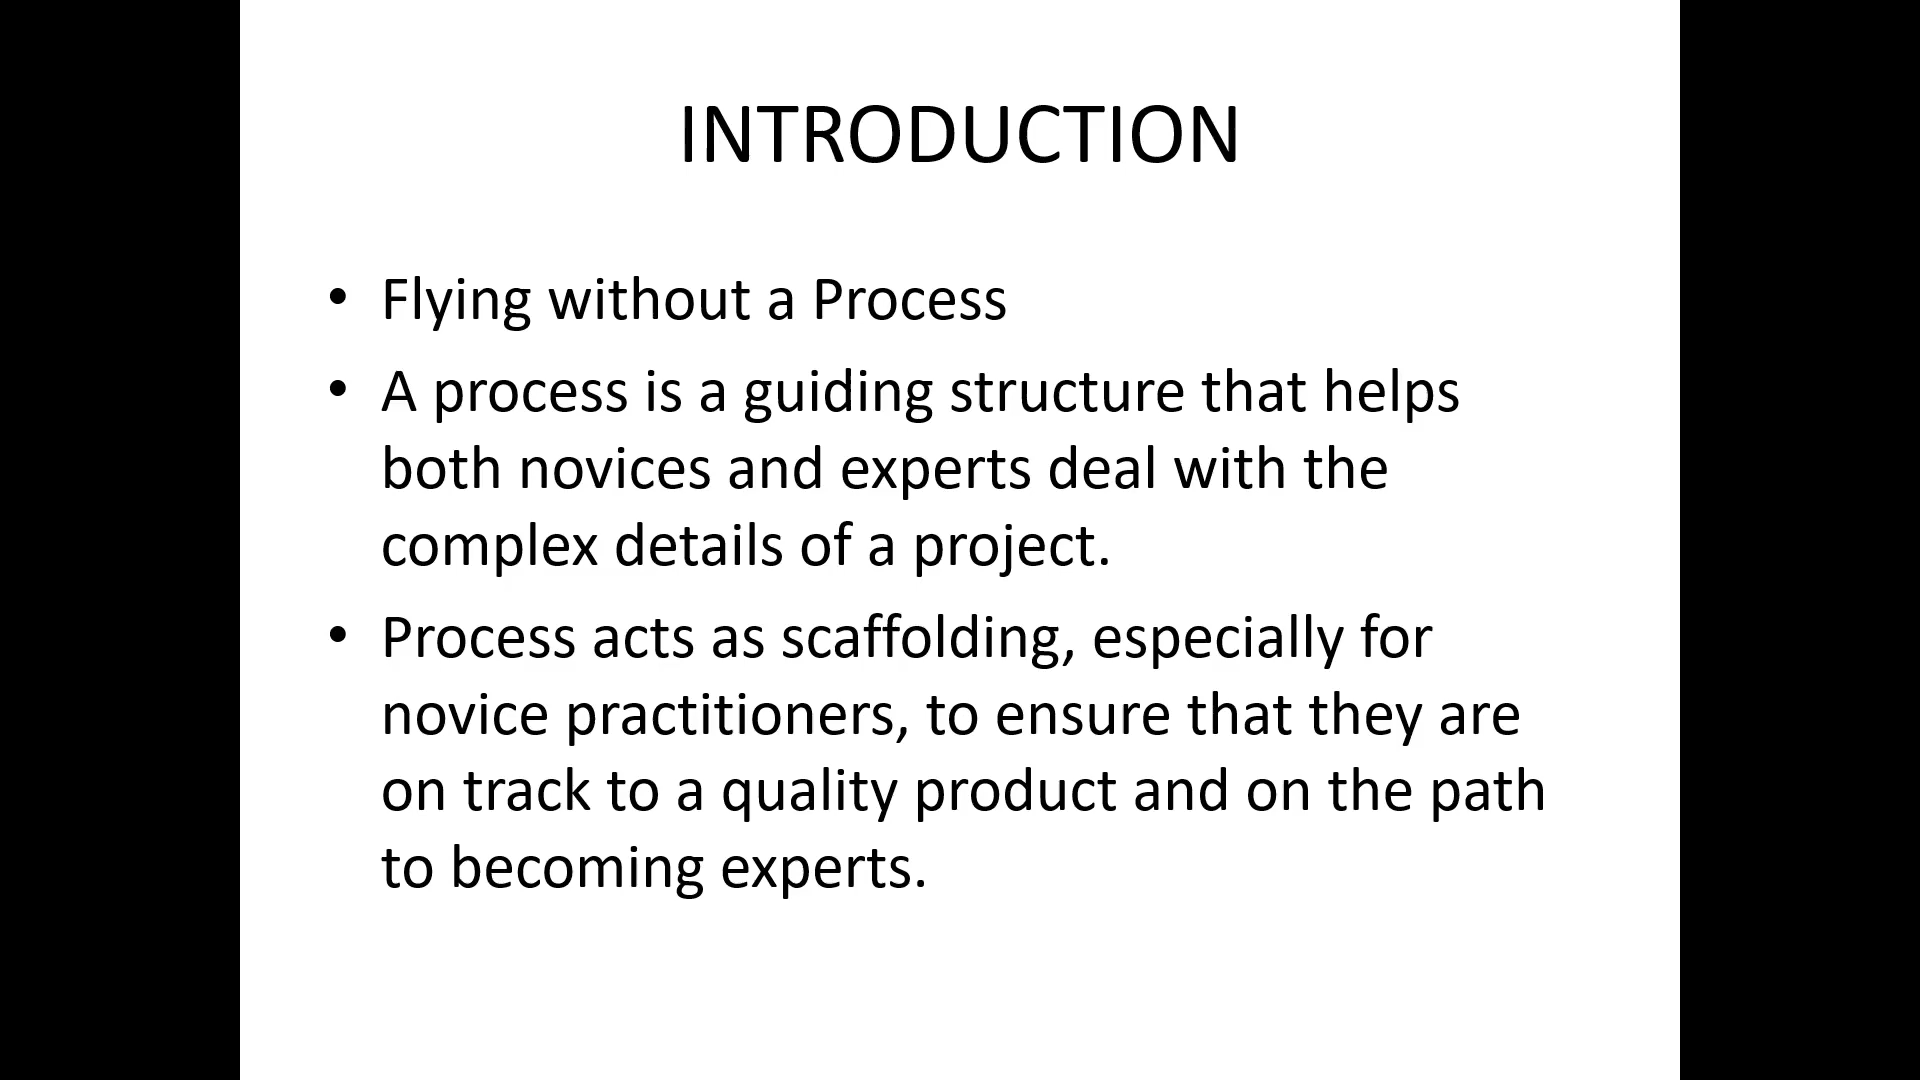 INTRODUCTION
• Flying without a Process
• A process is a guiding structure that helps
both novices and experts deal with the
complex details of a project.
• Process acts as scaffolding, especially for
novice practitioners, to ensure that they are
on track to a quality product and on the path
to becoming experts.